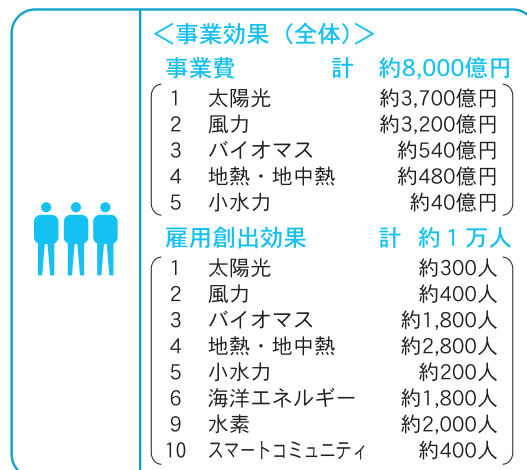 ＜事業効果（全体）＞
事業費 計 約8,000億円
1 太陽光 約3,700億円
2 風力 約3,200億円
3 バイオマス 約540億円
4 地熱・地中熱 約480億円
5 小水力 約40億円
雇用創出効果 計 約1万人
1 太陽光 約300人
2 風力 約400人
3 バイオマス 約1,800人
4 地熱・地中熱 約2,800人
5 小水力 約200人
6 海洋エネルギー 約1,800人
9 水素 約2,000人
10 スマートコミュニティ 約400人